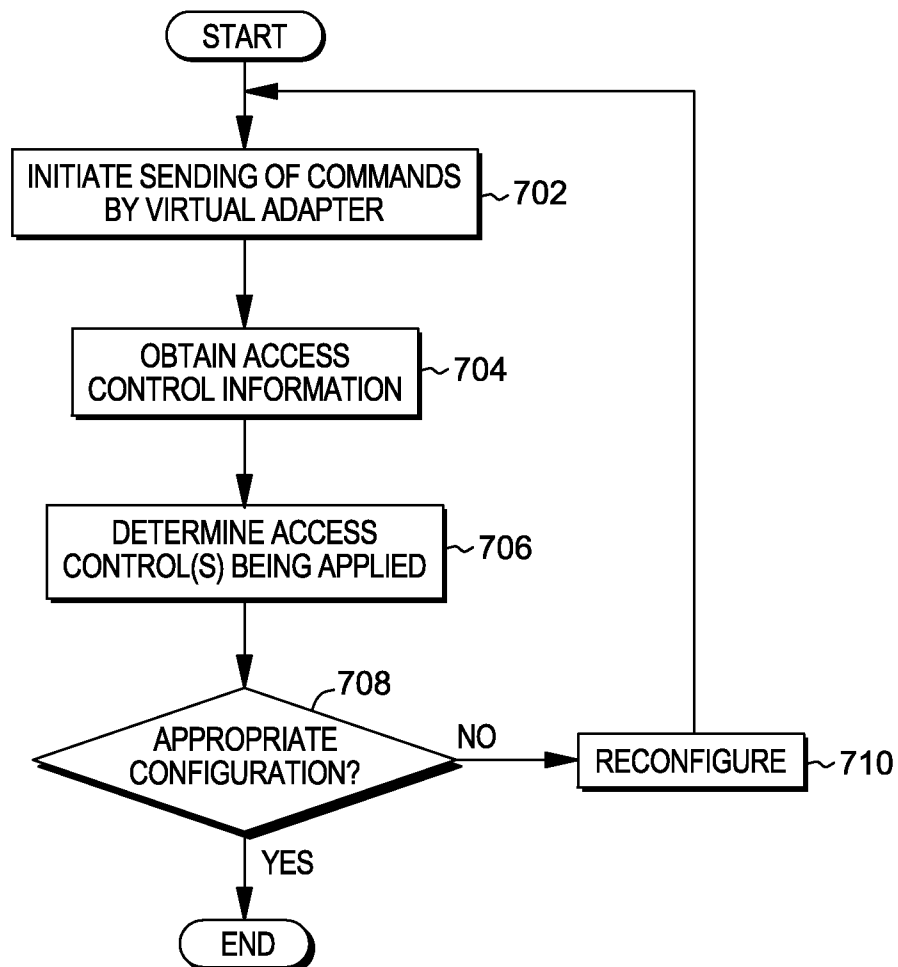 START
INITIATE SENDING OF COMMANDS
BY VIRTUAL ADAPTER
702
OBTAIN ACCESS
CONTROL INFORMATION
704
DETERMINE ACCESS
CONTROL(S) BEING APPLIED
706
708
APPROPRIATE
CONFIGURATION?
NO
RECONFIGURE
710
YES
END